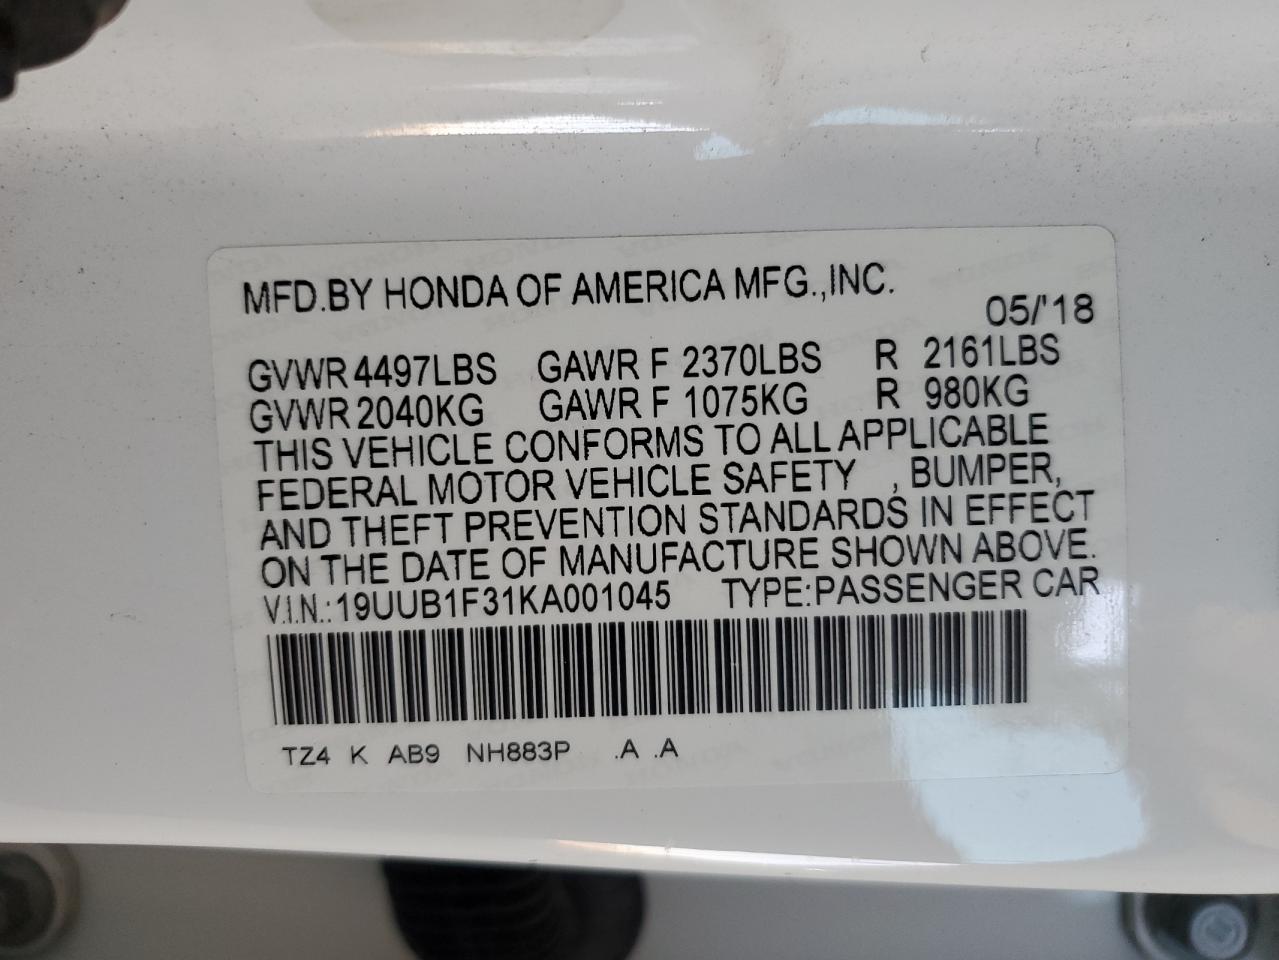 MFD.BY HONDA OF AMERICA MFG.,INC.
05/'18
GVWR 4497LBS GAWR F 2370LBS R 2161LBS
GVWR 2040KG GAWR F 1075KG R 980KG
THIS VEHICLE CONFORMS TO ALL APPLICABLE
FEDERAL MOTOR VEHICLE SAFETY , BUMPER,
AND THEFT PREVENTION STANDARDS IN EFFECT
ON THE DATE OF MANUFACTURE SHOWN ABOVE.
V.I.N.:19UUB1F31KA001045 TYPE:PASSENGER CAR
TZ4 K AB9 NH883P .A .A